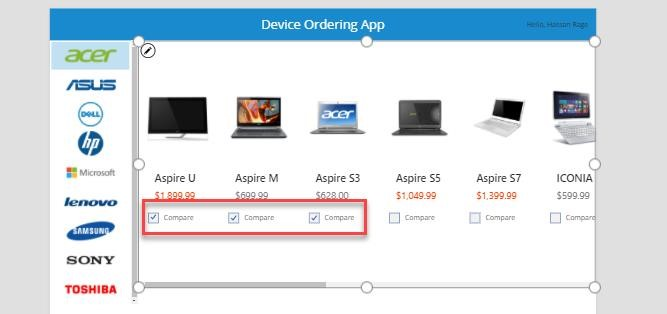 Device Ordering App
Hello, Hassan Rage
acer
ASUS
DELL
hp
Microsoft
lenovo
SAMSUNG
SONY
TOSHIBA
acer
Aspire U Aspire M Aspire S3 Aspire S5 Aspire S7 ICONIA
$1,899.99 $699.99 $628.00 $1,049.99 $1,399.99 $599.99
Compare Compare Compare Compare Compare Compare